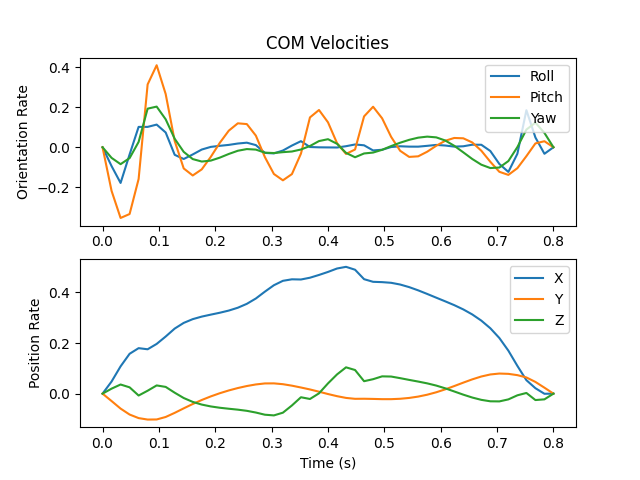 COM Velocities
Orientation Rate
0.4
0.2
0.0
−0.2
Roll
Pitch
Yaw
0.0 0.1 0.2 0.3 0.4 0.5 0.6 0.7 0.8
Position Rate
0.4
0.2
0.0
X
Y
Z
0.0 0.1 0.2 0.3 0.4 0.5 0.6 0.7 0.8
Time (s)